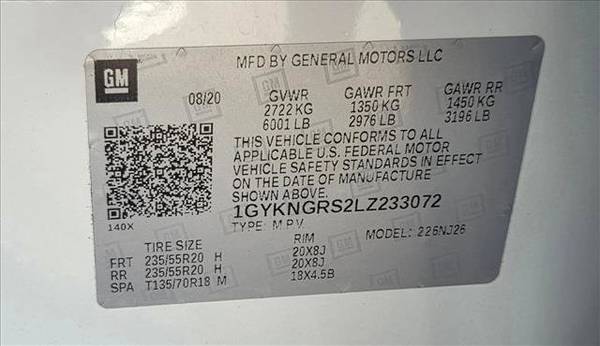 MFD BY GENERAL MOTORS LLC
GM
08/20 GVWR GAWR FRT GAWR RR
2722 KG 1350 KG 1450 KG
6001 LB 2976 LB 3196 LB
THIS VEHICLE CONFORMS TO ALL
APPLICABLE U.S. FEDERAL MOTOR
VEHICLE SAFETY STANDARDS IN EFFECT
ON THE DATE OF MANUFACTURE
SHOWN ABOVE.
140X
1GYKNGRS2LZ233072
TYPE: M.P.V. MODEL: 226NJ26
TIRE SIZE RIM
FRT 235/55R20 H 20X8J
RR 235/55R20 H 20X8J
SPA T135/70R18 M 18X4.5B